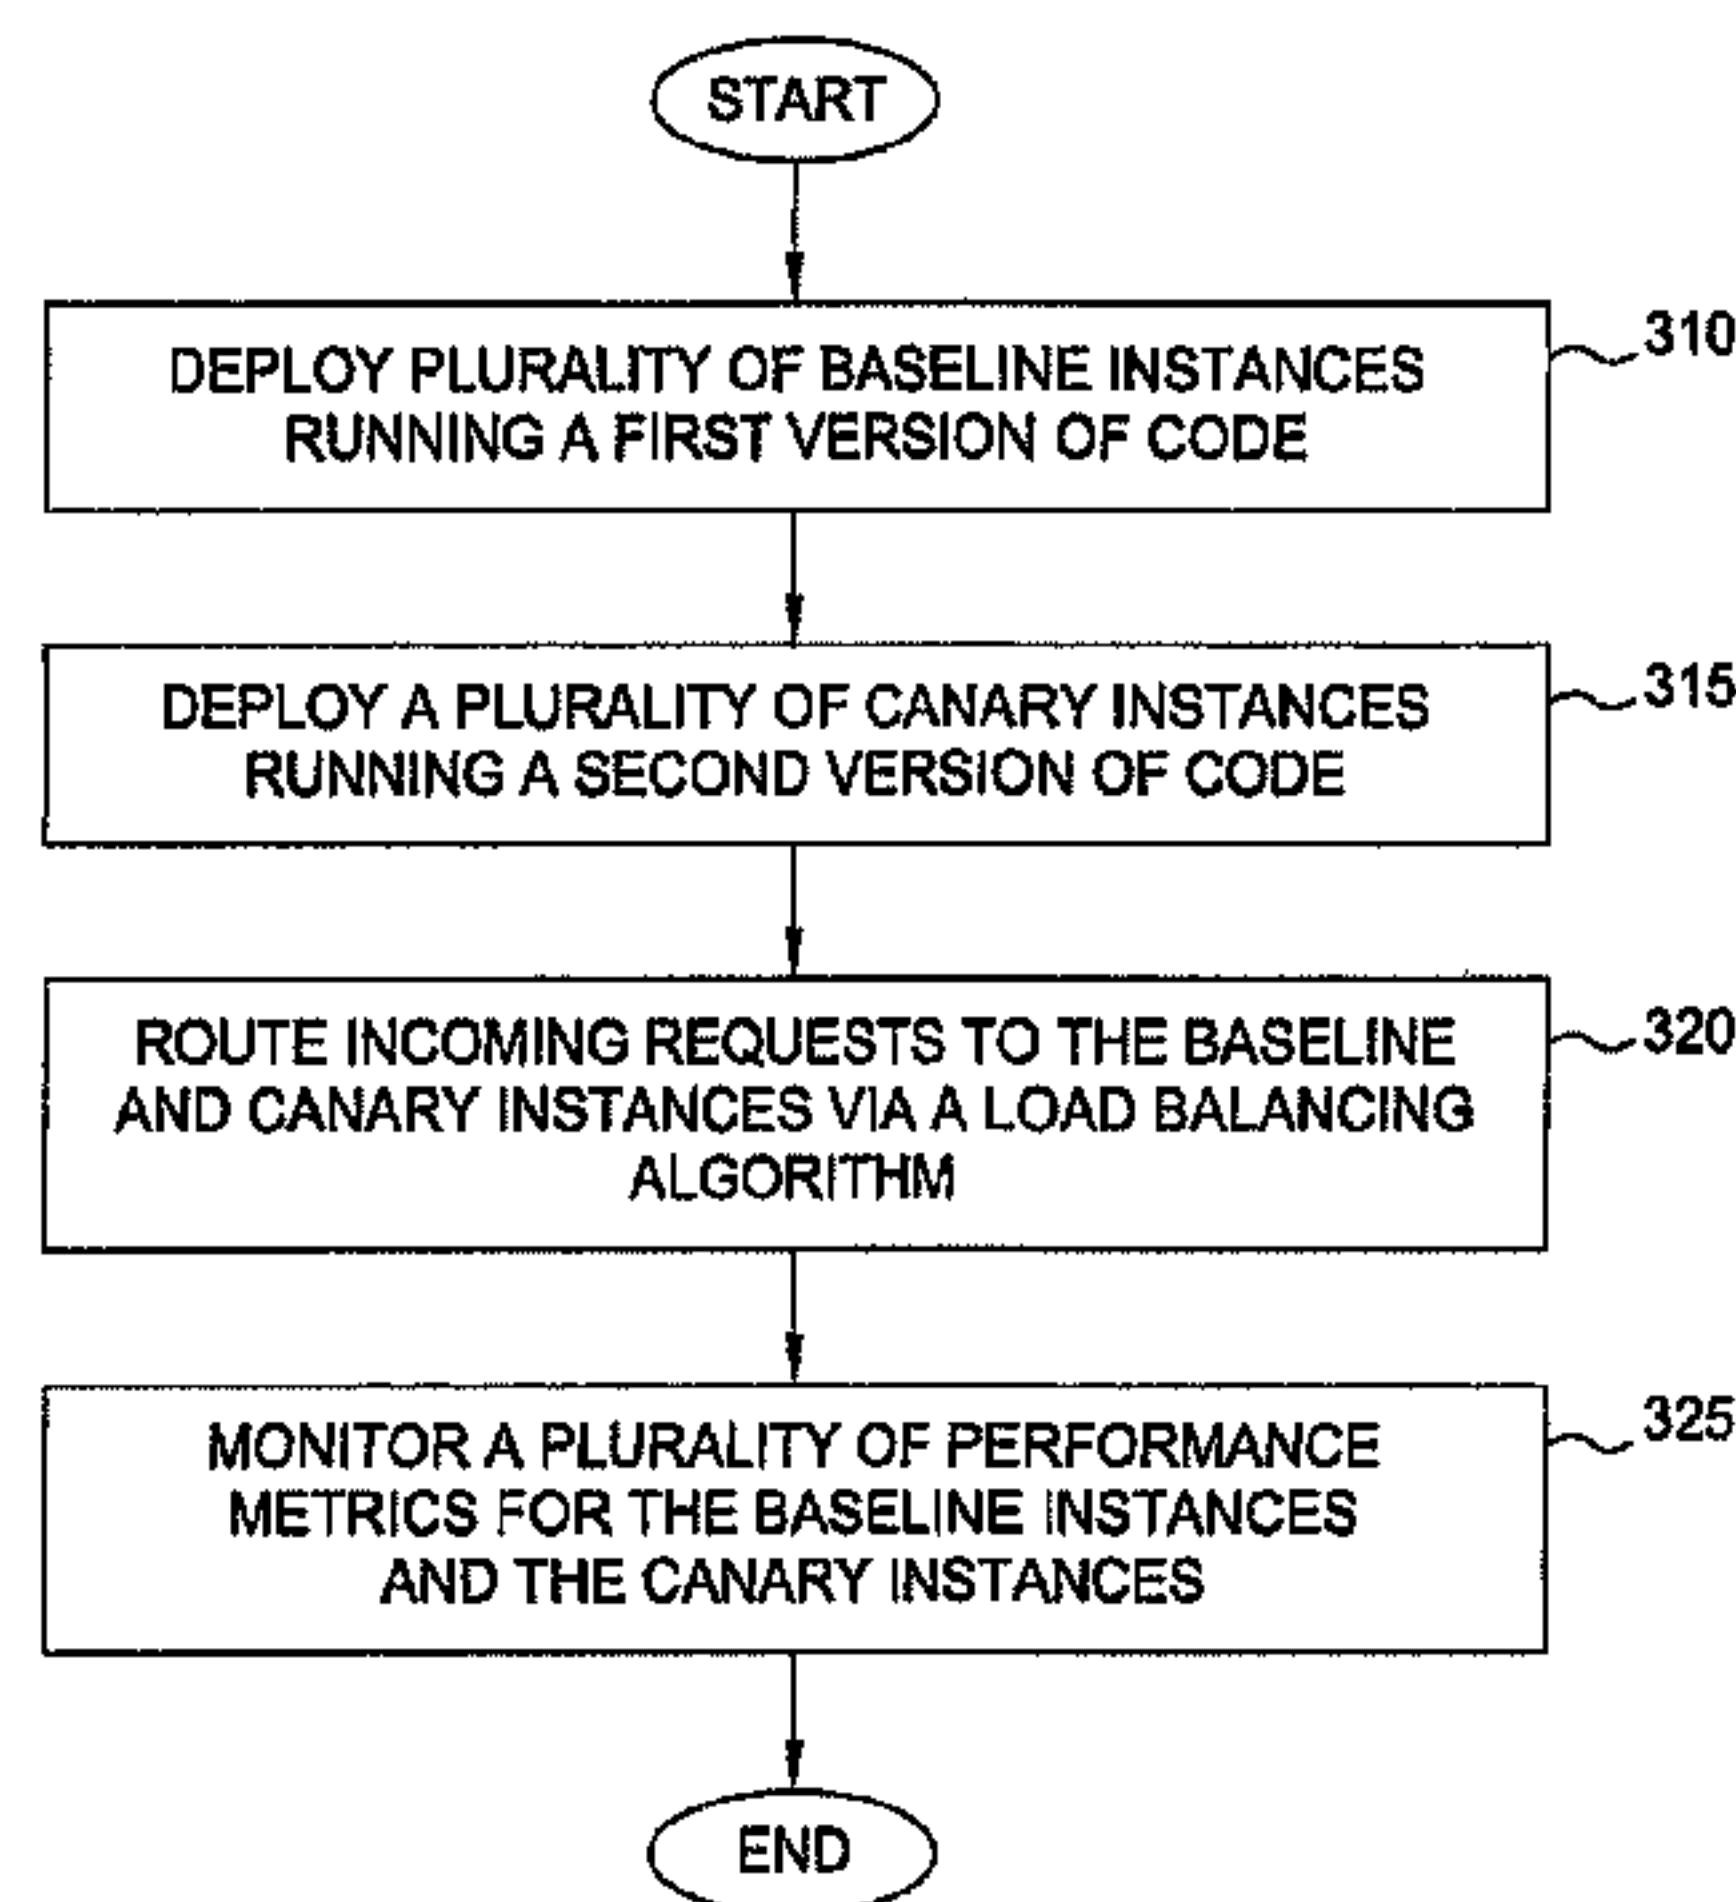 START
DEPLOY PLURALITY OF BASELINE INSTANCES
RUNNING A FIRST VERSION OF CODE
310
DEPLOY A PLURALITY OF CANARY INSTANCES
RUNNING A SECOND VERSION OF CODE
315
ROUTE INCOMING REQUESTS TO THE BASELINE
AND CANARY INSTANCES VIA A LOAD BALANCING
ALGORITHM
320
MONITOR A PLURALITY OF PERFORMANCE
METRICS FOR THE BASELINE INSTANCES
AND THE CANARY INSTANCES
325
END